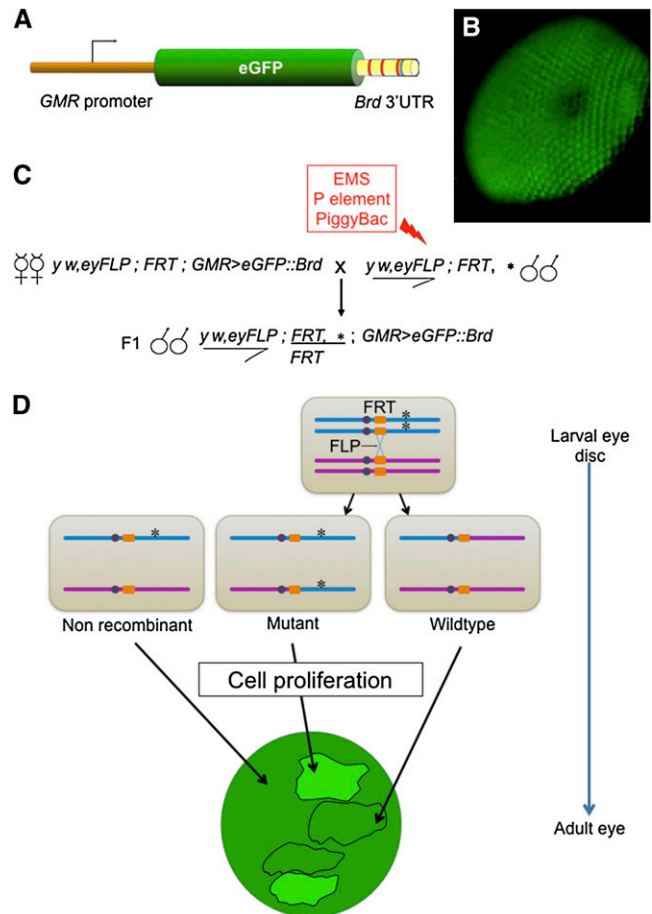 A
eGFP
GMR promoter
Brd 3'UTR
B
C
EMS
P element
PiggyBac
y w,eyFLP ; FRT ; GMR>eGFP::Brd X y w,eyFLP ; FRT, *
F1 y w,eyFLP ; FRT, * ; GMR>eGFP::Brd
FRT
D
FRT
*
*
FLP
Larval eye
disc
*
*
*
Non recombinant
Mutant
Wildtype
Cell proliferation
Adult eye